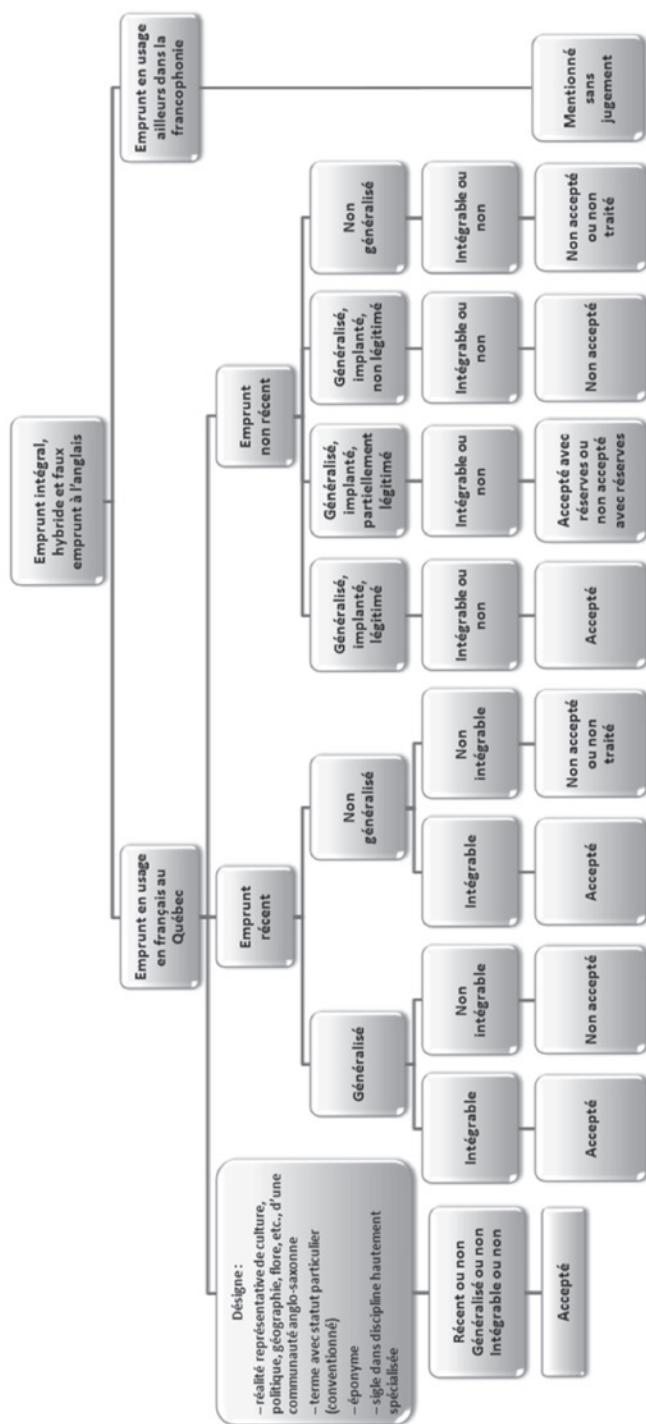 Emprunt intégral,
hybride et faux
emprunt à l'anglais
Emprunt en usage
en français au
Québec
Emprunt en usage
ailleurs dans la
francophonie
Désigne :
– réalité représentative de culture,
politique, géographie, flore, etc., d'une
communauté anglo-saxonne
– terme avec statut particulier
(conventionné)
– éponyme
– sigle dans discipline hautement
spécialisée
Emprunt
récent
Emprunt
non récent
Généralisé
Non
généralisé
Généralisé,
implanté,
légitimé
Généralisé,
implanté,
partiellement
légitimé
Généralisé,
implanté,
non légitimé
Non
généralisé
Récent ou non
Généralisé ou non
Intégrable ou non
Intégrable
Non
intégrable
Intégrable
Non
intégrable
Intégrable ou
non
Intégrable ou
non
Intégrable ou
non
Intégrable ou
non
Accepté
Accepté
Non accepté
Accepté
Non accepté
ou non
traité
Accepté
Accepté avec
réserves ou
non accepté
avec réserves
Non accepté
Non accepté
ou non
traité
Mentionné
sans
jugement